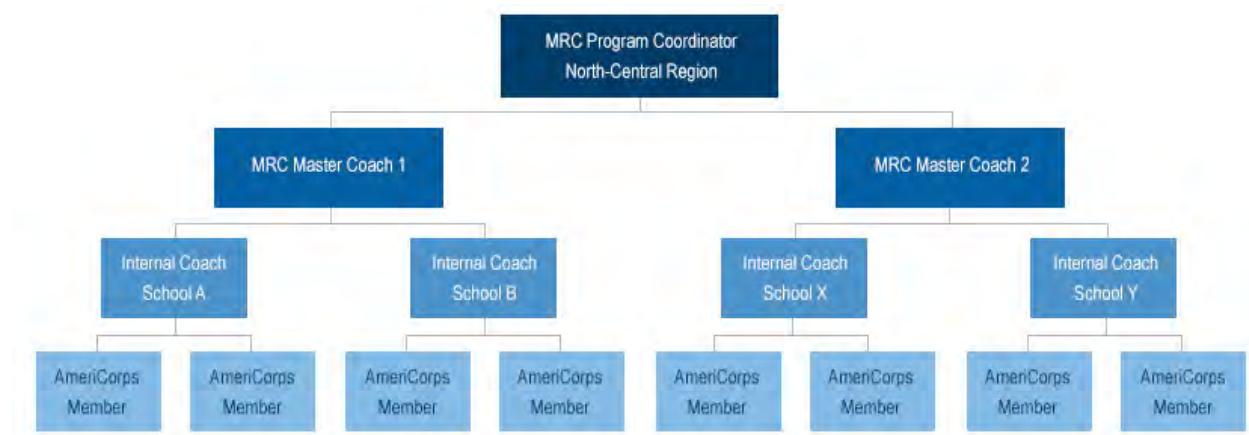 MRC Program Coordinator
North-Central Region
MRC Master Coach 1
MRC Master Coach 2
Internal Coach
School A
Internal Coach
School B
Internal Coach
School X
Internal Coach
School Y
AmeriCorps
Member
AmeriCorps
Member
AmeriCorps
Member
AmeriCorps
Member
AmeriCorps
Member
AmeriCorps
Member
AmeriCorps
Member
AmeriCorps
Member